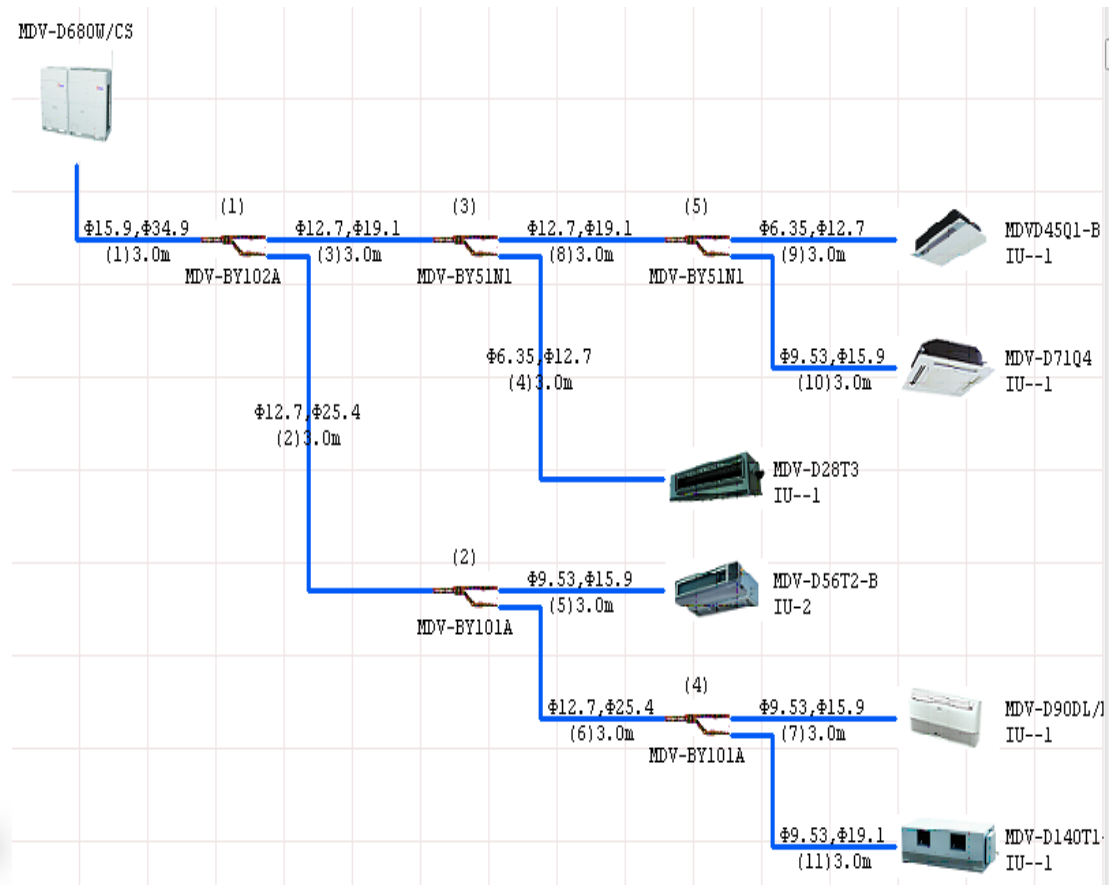 MDV-D680W/CS
(1)
(3)
(5)
Φ15.9,Φ34.9
Φ12.7,Φ19.1
Φ12.7,Φ19.1
Φ6.35,Φ12.7
MDVD45Q1-B
(1)3.0m
(3)3.0m
(8)3.0m
(9)3.0m
IU--1
MDV-BY102A
MDV-BY51N1
MDV-BY51N1
Φ6.35,Φ12.7
Φ9.53,Φ15.9
MDV-D71Q4
(4)3.0m
(10)3.0m
IU--1
Φ12.7,Φ25.4
(2)3.0m
MDV-D28T3
IU--1
(2)
Φ9.53,Φ15.9
MDV-D56T2-B
(5)3.0m
IU-2
MDV-BY101A
(4)
Φ12.7,Φ25.4
Φ9.53,Φ15.9
MDV-D90DL/
(6)3.0m
(7)3.0m
IU--1
MDV-BY101A
Φ9.53,Φ19.1
MDV-D140T1-
(11)3.0m
IU--1